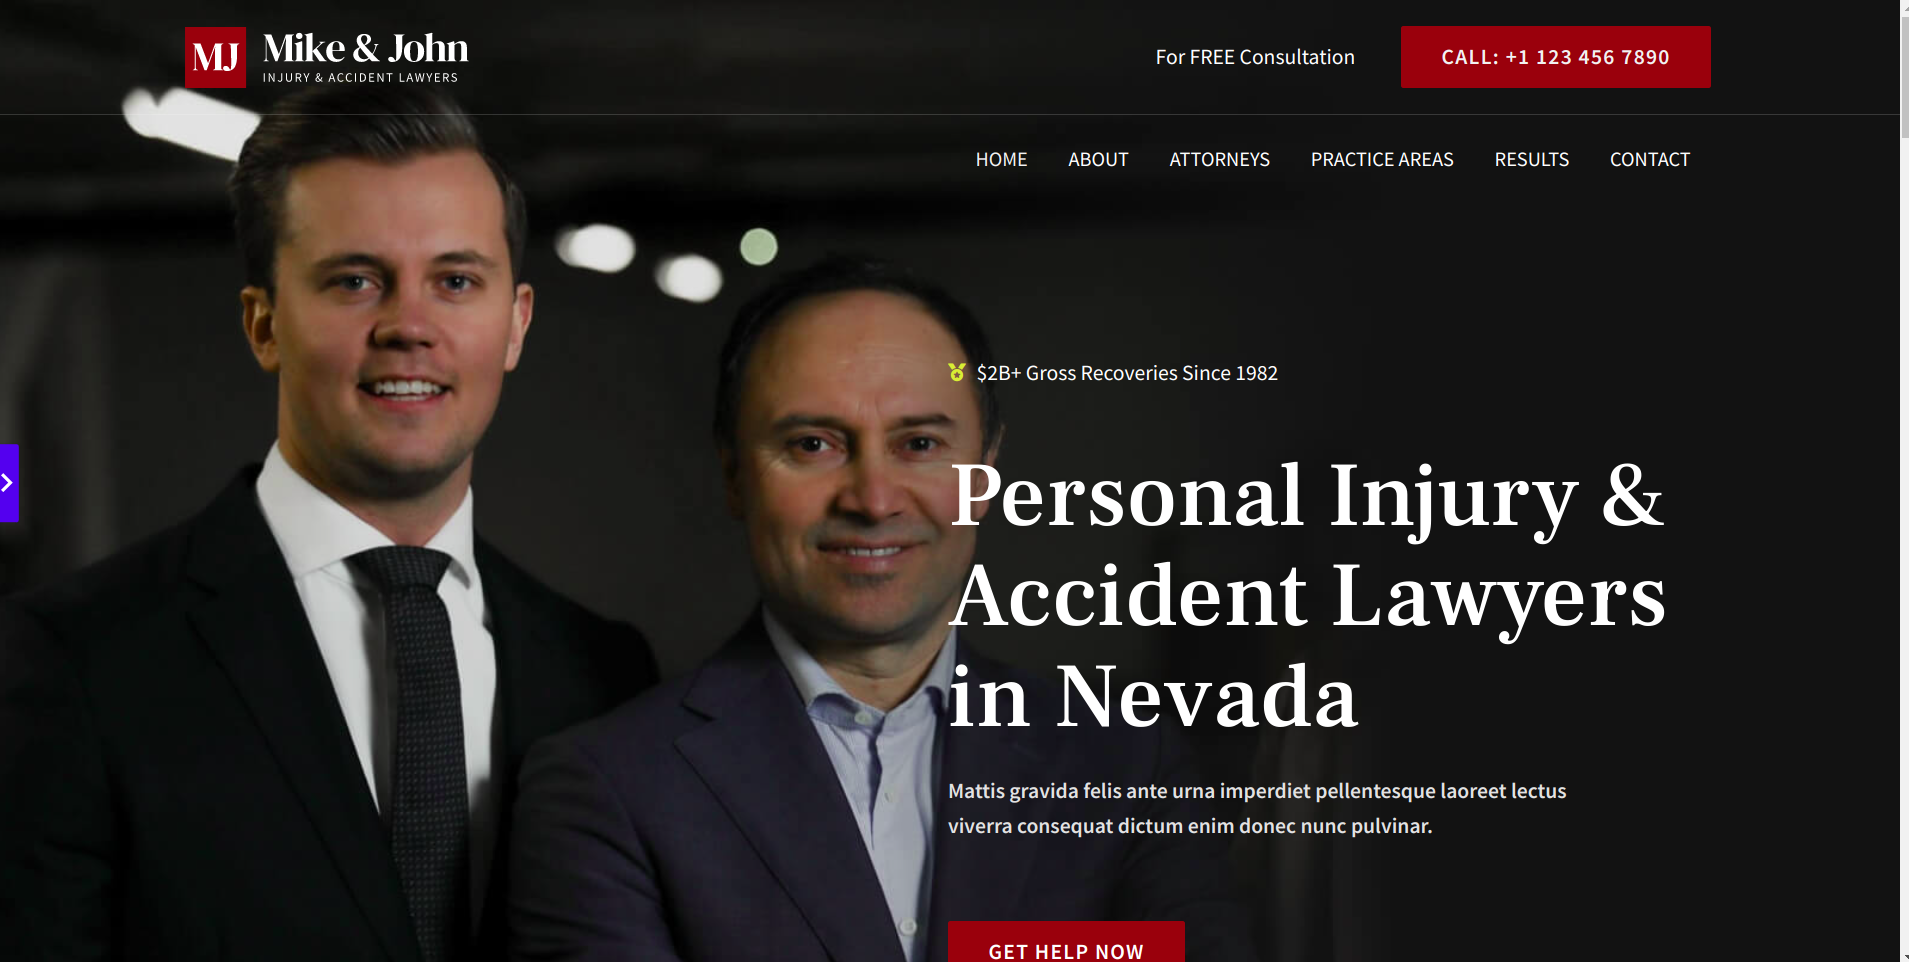 MJ
Mike & John
INJURY & ACCIDENT LAWYERS
For FREE Consultation
CALL: +1 123 456 7890
HOME ABOUT ATTORNEYS PRACTICE AREAS RESULTS CONTACT
$2B+ Gross Recoveries Since 1982
Personal Injury &
Accident Lawyers
in Nevada
Mattis gravida felis ante urna imperdiet pellentesque laoreet lectus
viverra consequat dictum enim donec nunc pulvinar.
GET HELP NOW